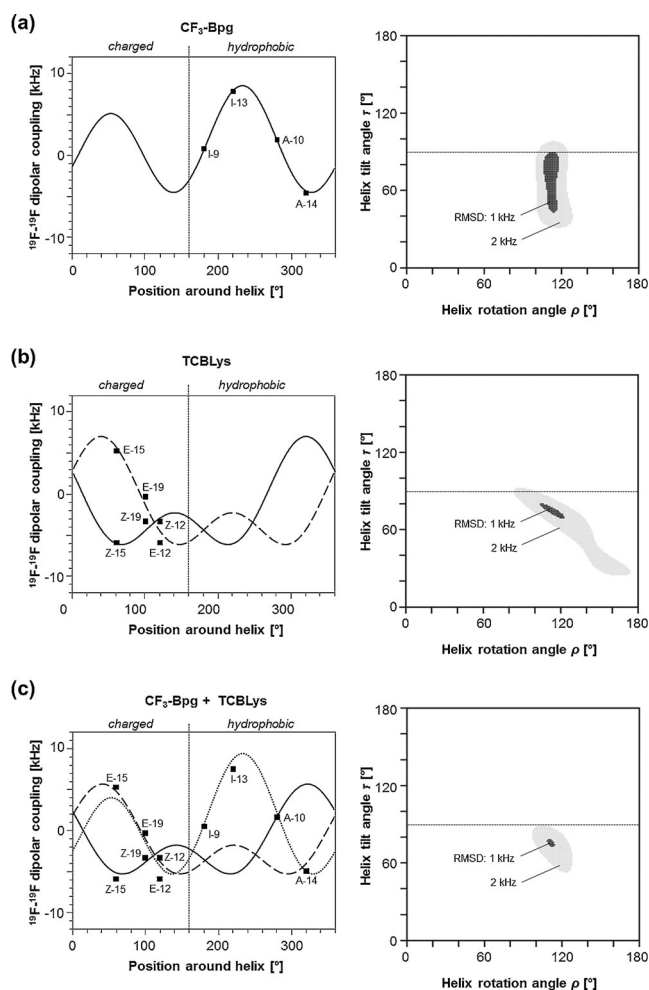 (a)
CF₃-Bpg
charged
hydrophobic
¹⁹F-¹⁹F dipolar coupling [kHz]
10
0
-10
I-13
I-9
A-10
A-14
0
100
200
300
Position around helix [°]
Helix tilt angle τ [°]
180
120
60
0
RMSD: 1 kHz
2 kHz
0
60
120
180
Helix rotation angle ρ [°]
(b)
TCBLys
charged
hydrophobic
¹⁹F-¹⁹F dipolar coupling [kHz]
10
0
-10
E-15
E-19
Z-19
Z-12
Z-15
E-12
0
100
200
300
Position around helix [°]
Helix tilt angle τ [°]
180
120
60
0
RMSD: 1 kHz
2 kHz
0
60
120
180
Helix rotation angle ρ [°]
(c)
CF₃-Bpg + TCBLys
charged
hydrophobic
¹⁹F-¹⁹F dipolar coupling [kHz]
10
0
-10
E-15
I-13
E-19
I-9
A-10
Z-19
Z-12
A-14
Z-15
E-12
0
100
200
300
Position around helix [°]
Helix tilt angle τ [°]
180
120
60
0
RMSD: 1 kHz
2 kHz
0
60
120
180
Helix rotation angle ρ [°]